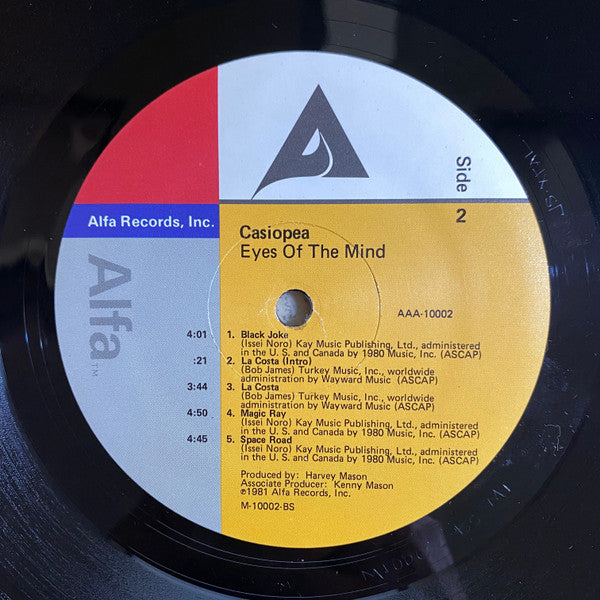 Side
2
Alfa Records, Inc.
Alfa™
Casiopea
Eyes Of The Mind
AAA-10002
4:01 1. Black Joke
(Issei Noro) Kay Music Publishing, Ltd., administered
in the U. S. and Canada by 1980 Music, Inc. (ASCAP)
:21 2. La Costa (Intro)
(Bob James) Turkey Music, Inc., worldwide
administration by Wayward Music (ASCAP)
3:44 3. La Costa
(Bob James) Turkey Music, Inc., worldwide
administration by Wayward Music (ASCAP)
4:50 4. Magic Ray
(Issei Noro) Kay Music Publishing, Ltd., administered
in the U. S. and Canada by 1980 Music, Inc. (ASCAP)
4:45 5. Space Road
(Issei Noro) Kay Music Publishing, Ltd., administered
in the U. S. and Canada by 1980 Music, Inc. (ASCAP)
Produced by: Harvey Mason
Associate Producer: Kenny Mason
℗1981 Alfa Records, Inc.
M-10002-BS